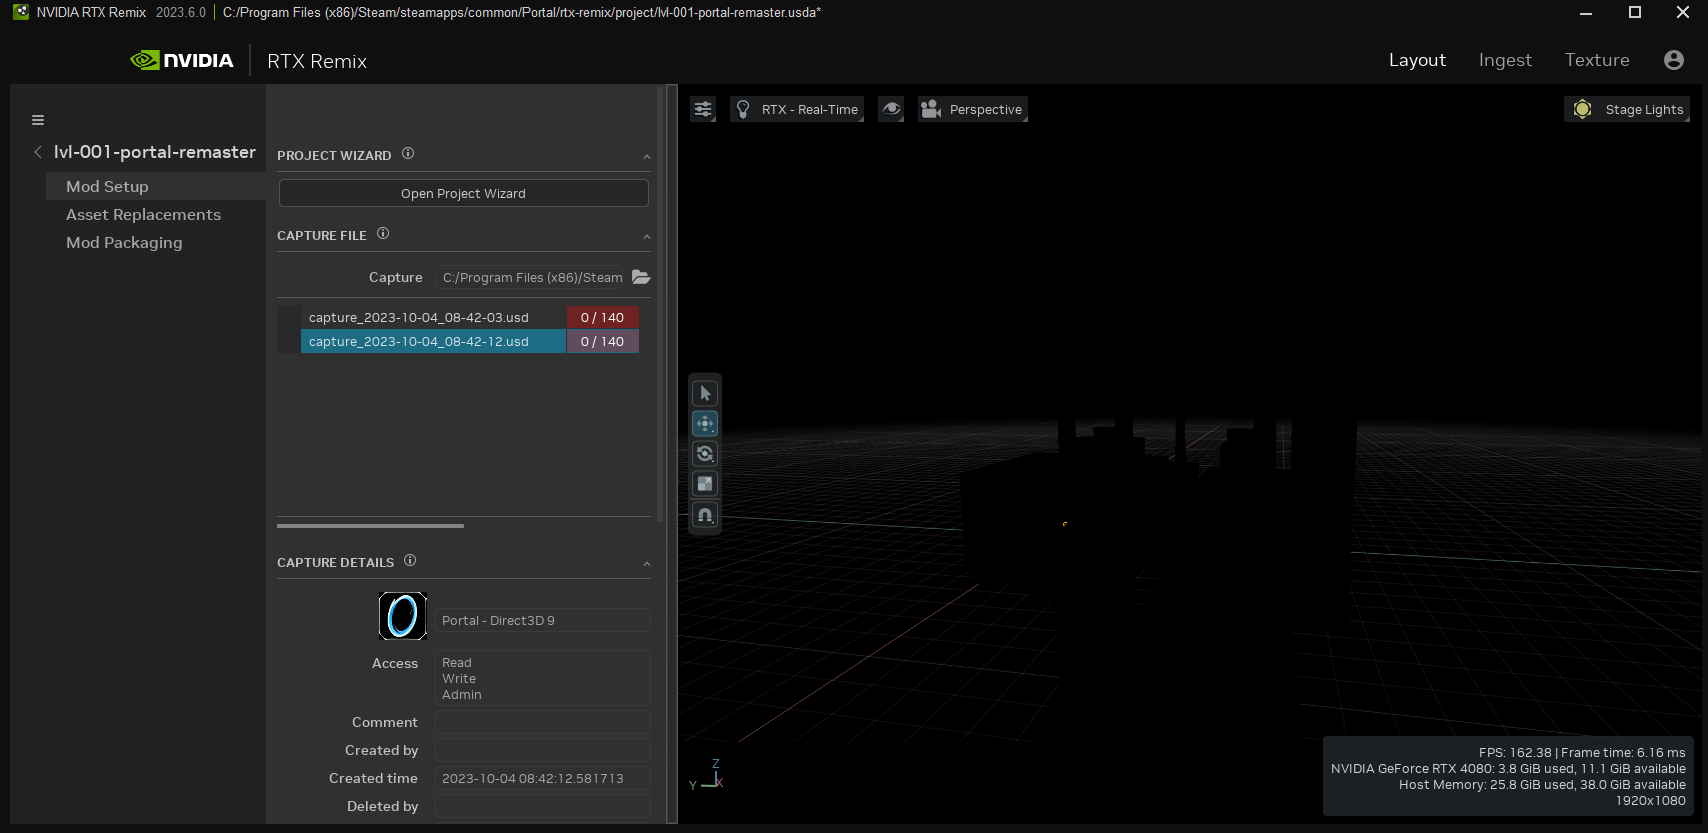 NVIDIA RTX Remix 2023.6.0 C:/Program Files (x86)/Steam/steamapps/common/Portal/rtx-remix/project/lvl-001-portal-remaster.usda*
NVIDIA RTX Remix
Layout Ingest Texture
lvl-001-portal-remaster
Mod Setup
Asset Replacements
Mod Packaging
PROJECT WIZARD
Open Project Wizard
CAPTURE FILE
Capture C:/Program Files (x86)/Steam
capture_2023-10-04_08-42-03.usd 0 / 140
capture_2023-10-04_08-42-12.usd 0 / 140
CAPTURE DETAILS
Portal - Direct3D 9
Access Read
Write
Admin
Comment
Created by
Created time 2023-10-04 08:42:12.581713
Deleted by
RTX - Real-Time Perspective Stage Lights
Z
Y X
FPS: 162.38 | Frame time: 6.16 ms
NVIDIA GeForce RTX 4080: 3.8 GiB used, 11.1 GiB available
Host Memory: 25.8 GiB used, 38.0 GiB available
1920x1080